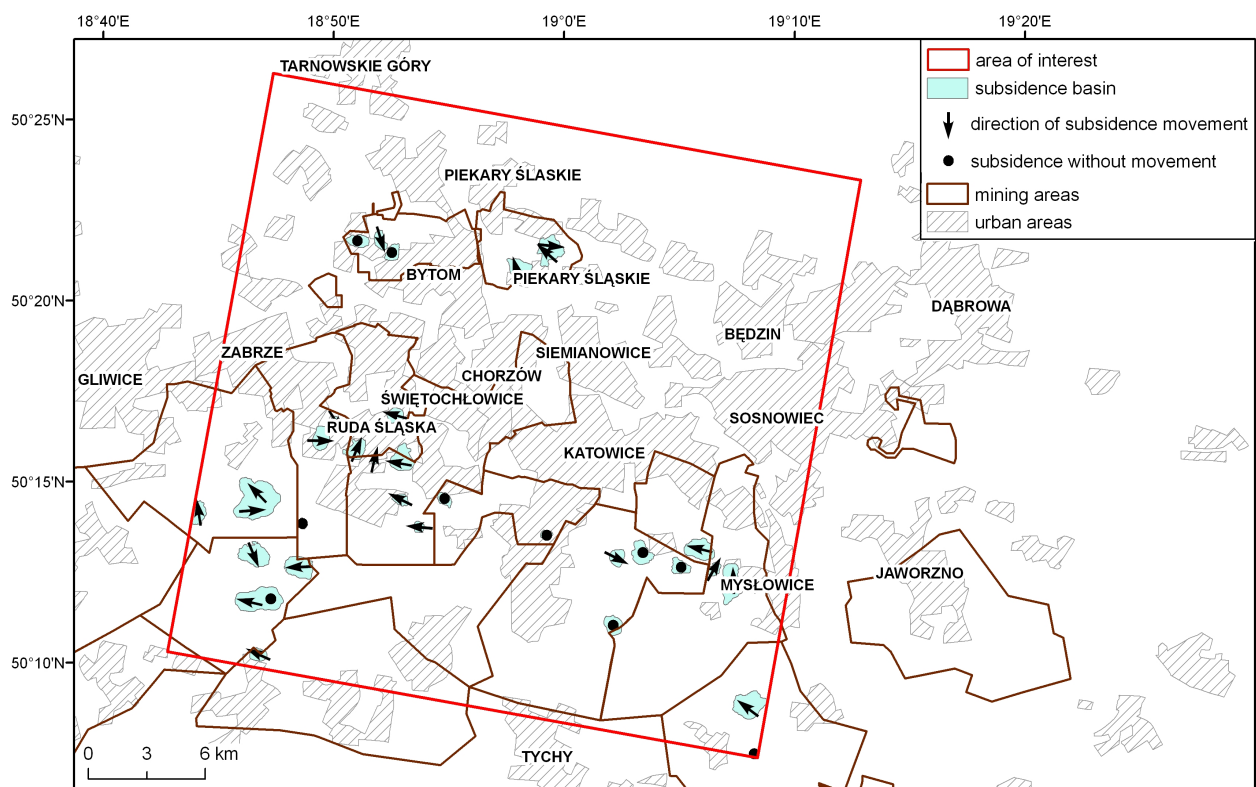 18°40'E 18°50'E 19°0'E 19°10'E 19°20'E
TARNOWSKIE GÓRY
area of interest
subsidence basin
direction of subsidence movement
subsidence without movement
mining areas
urban areas
50°25'N
PIEKARY ŚLASKIE
BYTOM
PIEKARY ŚLĄSKIE
50°20'N
DĄBROWA
BĘDZIN
ZABRZE
SIEMIANOWICE
GLIWICE
CHORZÓW
ŚWIĘTOCHŁOWICE
SOSNOWIEC
RUDA ŚLĄSKA
KATOWICE
50°15'N
JAWORZNO
MYSŁOWICE
50°10'N
0 3 6 km
TYCHY